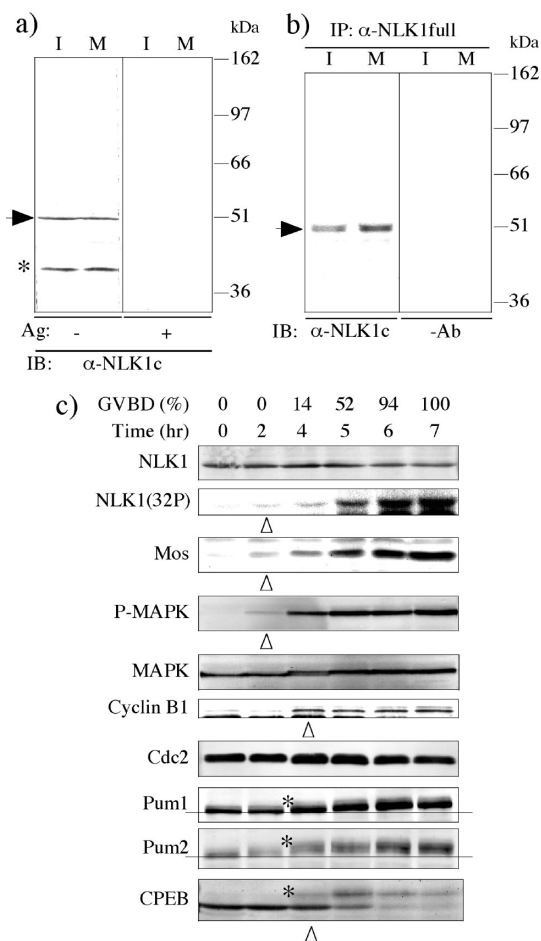 a)
I M I M
kDa
162
97
66
51
*
36
Ag: - +
IB: α-NLK1c
b)
IP: α-NLK1full
I M I M
kDa
162
97
66
51
36
IB: α-NLK1c -Ab
c)
GVBD (%) 0 0 14 52 94 100
Time (hr) 0 2 4 5 6 7
NLK1
NLK1(32P)
Mos
P-MAPK
MAPK
Cyclin B1
Cdc2
Pum1 *
Pum2 *
CPEB *